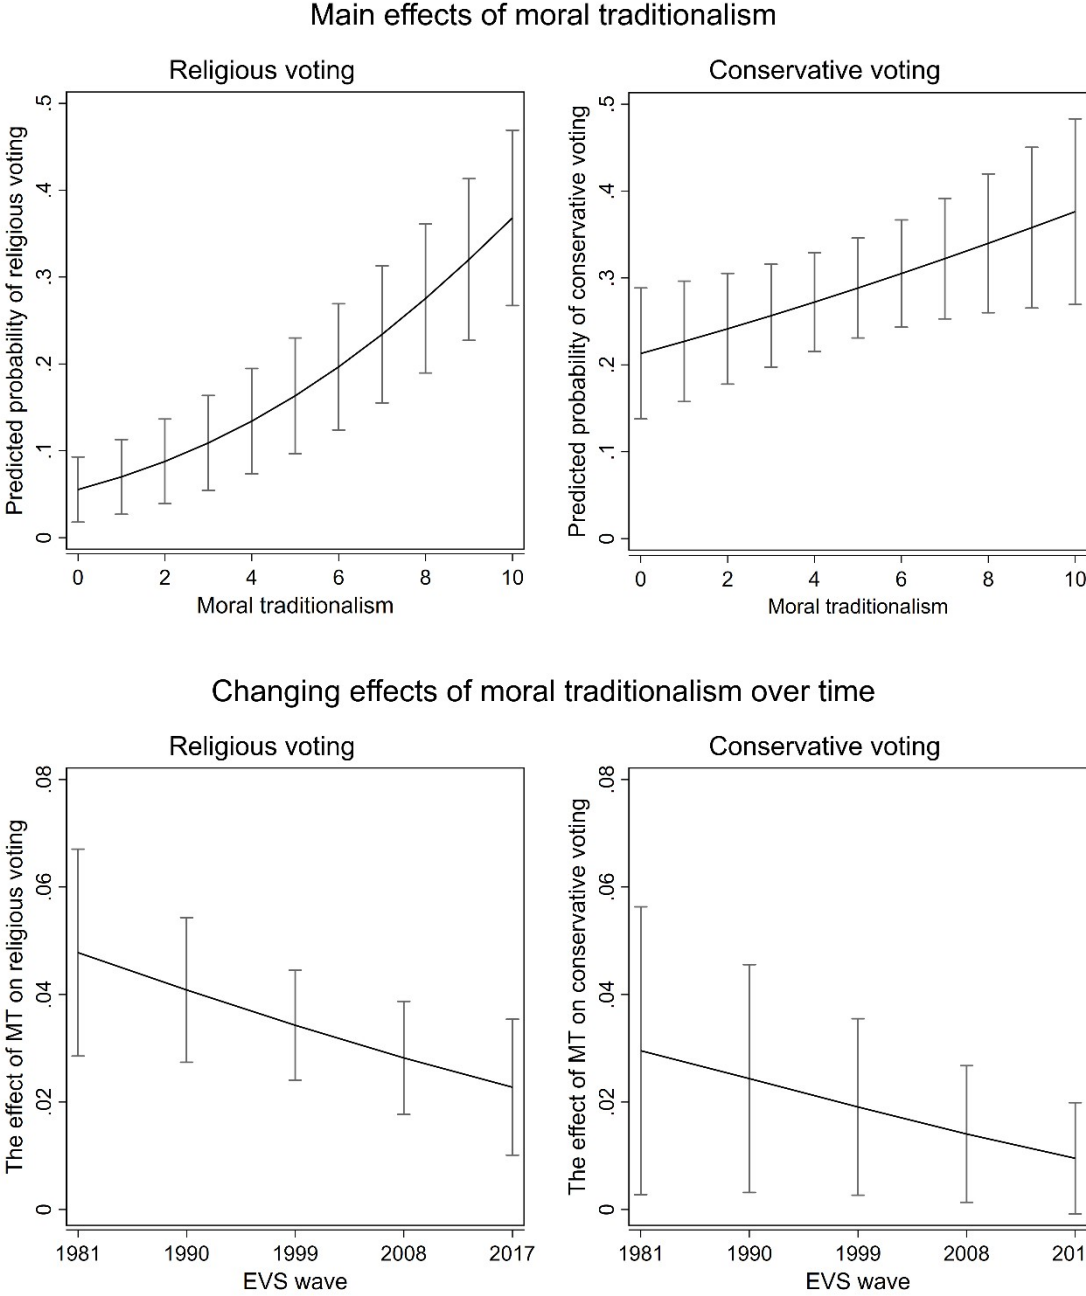 Main effects of moral traditionalism
Religious voting
Predicted probability of religious voting
.5
.4
.3
.2
.1
0
0 2 4 6 8 10
Moral traditionalism
Conservative voting
Predicted probability of conservative voting
.5
.4
.3
.2
.1
0
0 2 4 6 8 10
Moral traditionalism
Changing effects of moral traditionalism over time
Religious voting
The effect of MT on religious voting
.08
.06
.04
.02
0
1981 1990 1999 2008 2017
EVS wave
Conservative voting
The effect of MT on conservative voting
.08
.06
.04
.02
0
1981 1990 1999 2008 201
EVS wave